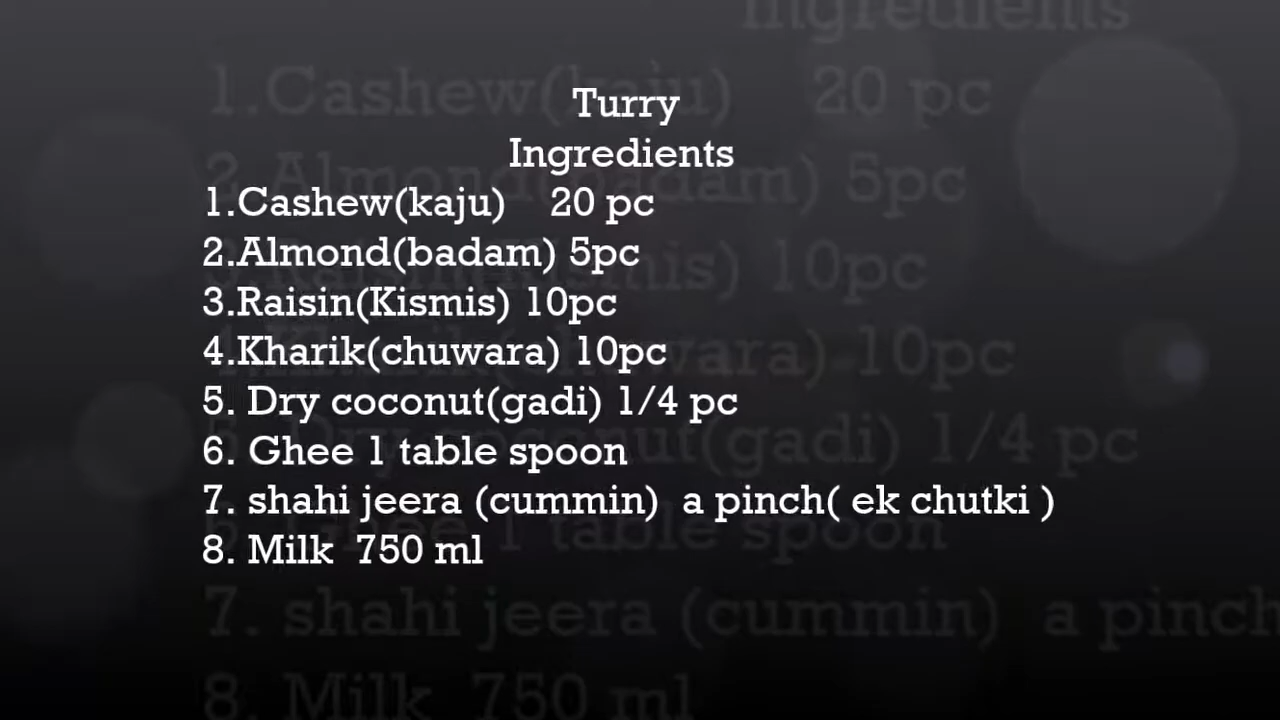 Turry
Ingredients
1.Cashew(kaju) 20 pc
2.Almond(badam) 5pc
3.Raisin(Kismis) 10pc
4.Kharik(chuwara) 10pc
5. Dry coconut(gadi) 1/4 pc
6. Ghee 1 table spoon
7. shahi jeera (cummin) a pinch( ek chutki )
8. Milk 750 ml